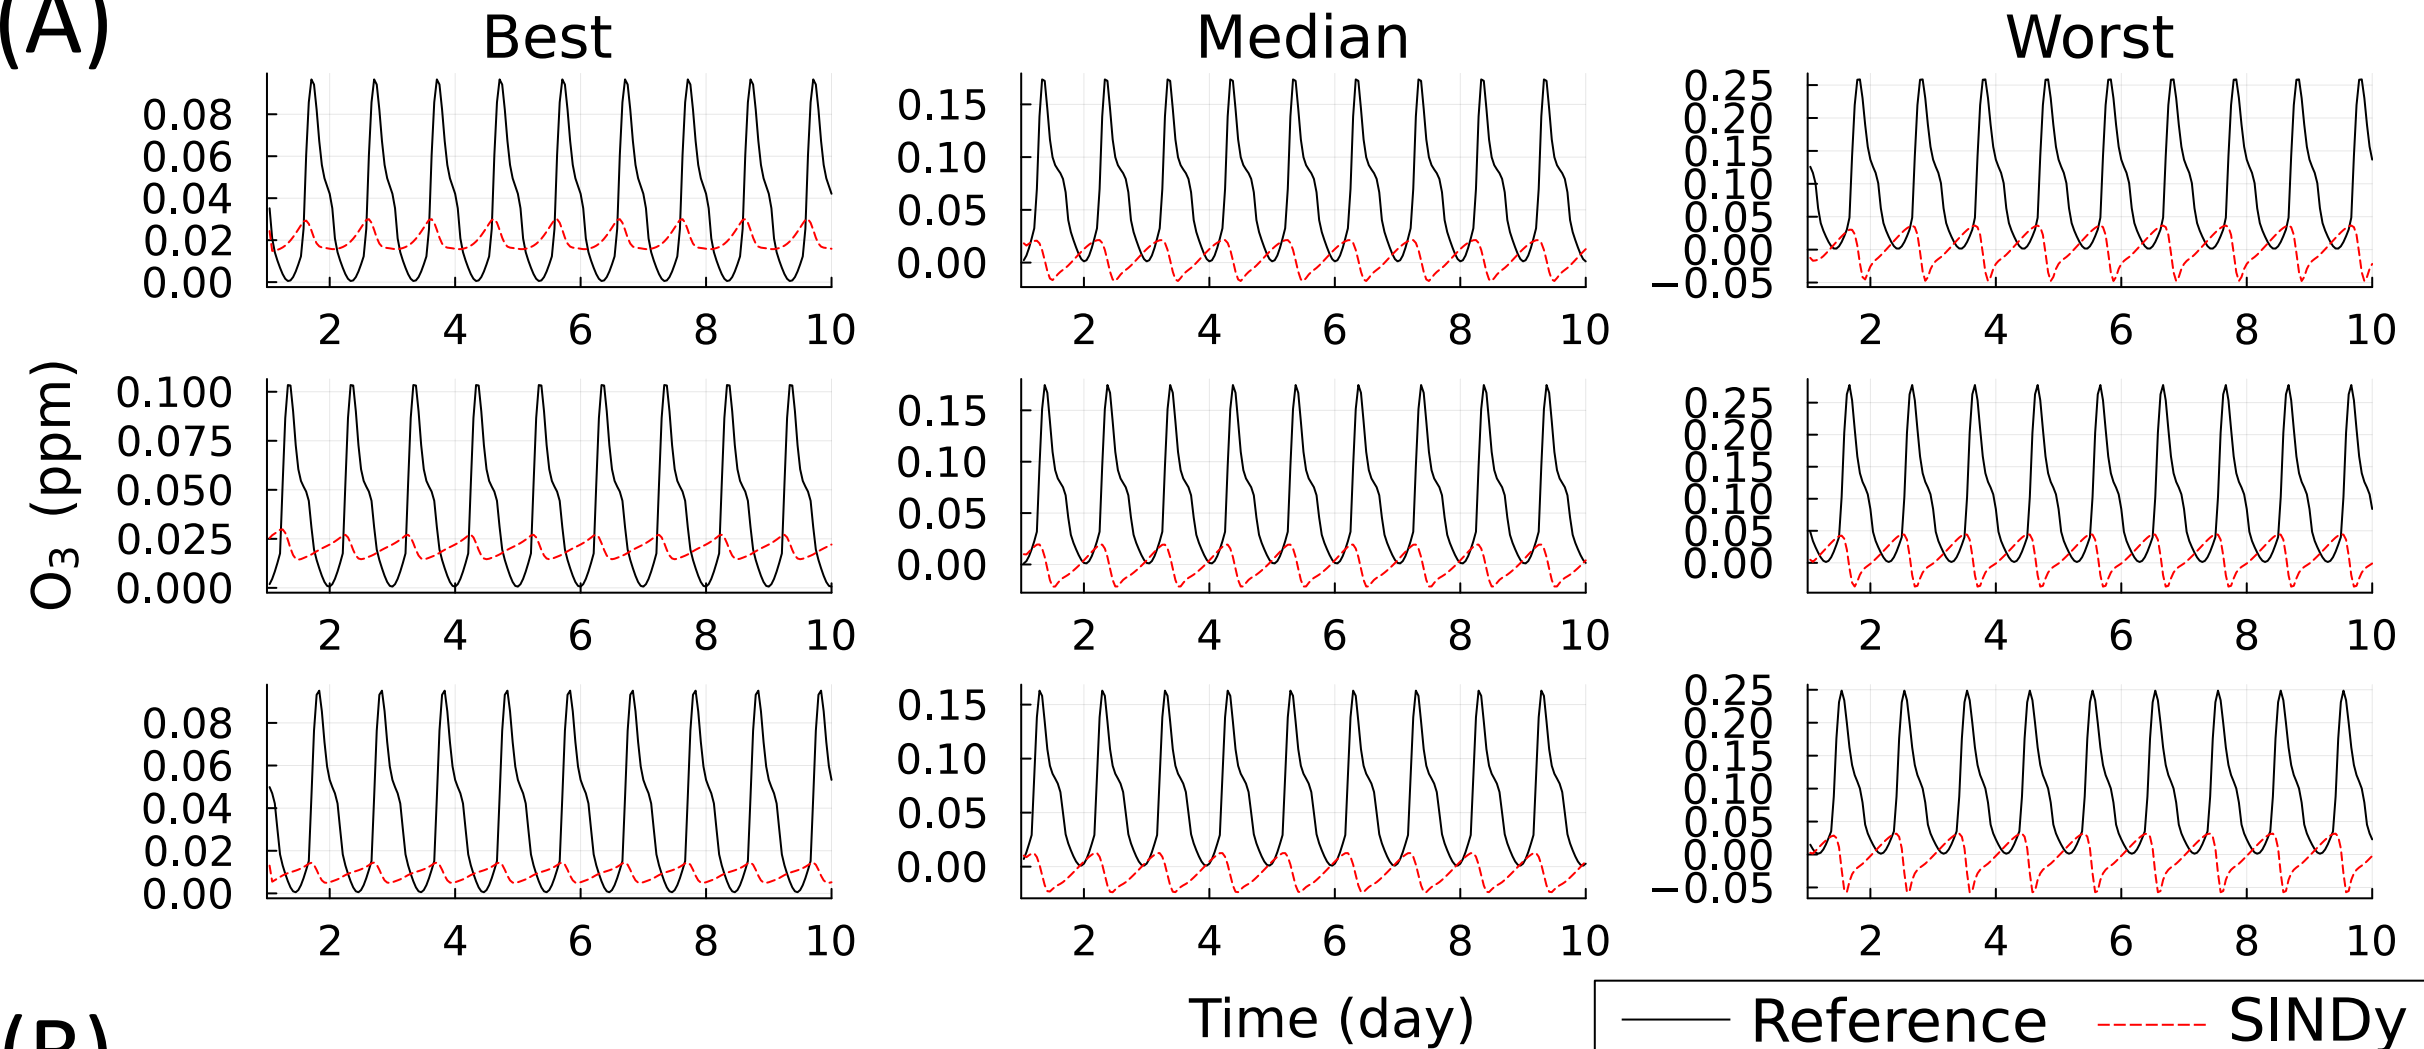 (A)
Best Median Worst
0.08 0.06 0.04 0.02 0.00
2 4 6 8 10
0.15 0.10 0.05 0.00
2 4 6 8 10
0.25 0.20 0.15 0.10 0.05 0.00 −0.05
2 4 6 8 10
O₃ (ppm)
0.100 0.075 0.050 0.025 0.000
2 4 6 8 10
0.15 0.10 0.05 0.00
2 4 6 8 10
0.25 0.20 0.15 0.10 0.05 0.00
2 4 6 8 10
0.08 0.06 0.04 0.02 0.00
2 4 6 8 10
0.15 0.10 0.05 0.00
2 4 6 8 10
0.25 0.20 0.15 0.10 0.05 0.00 −0.05
2 4 6 8 10
Time (day)
Reference SINDy
(B)